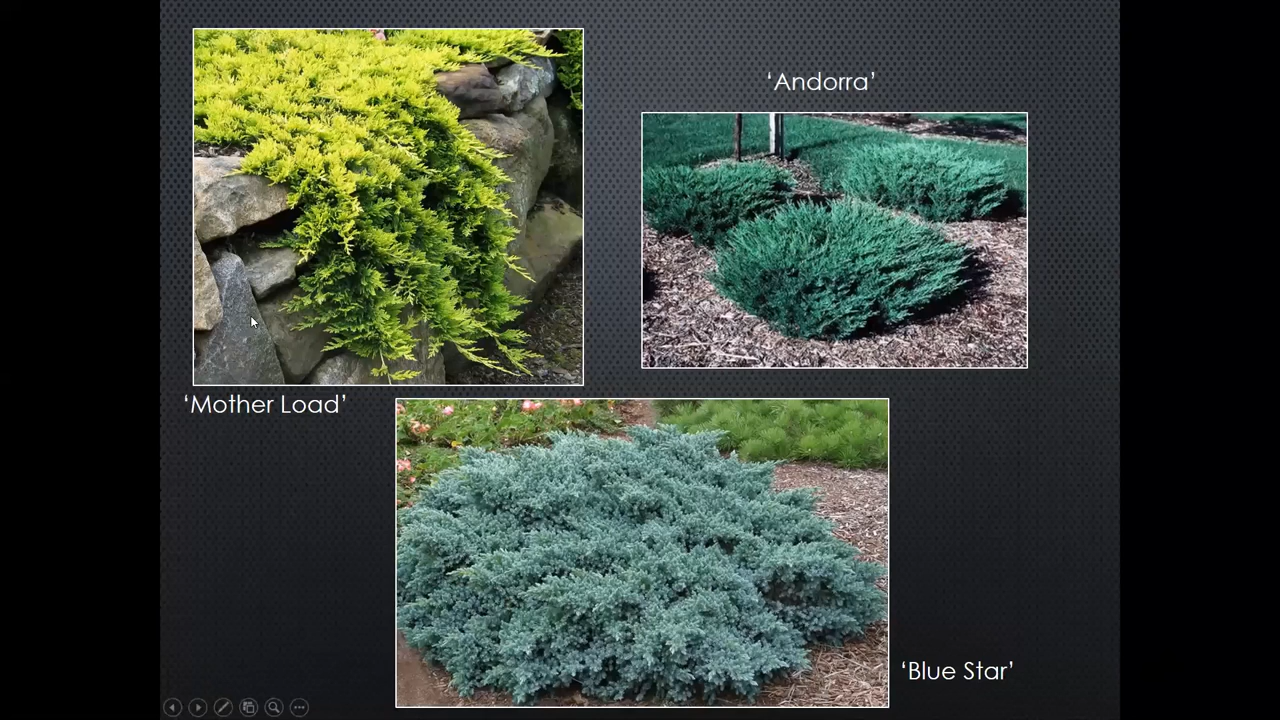 ‘Andorra’
‘Mother Load’
‘Blue Star’